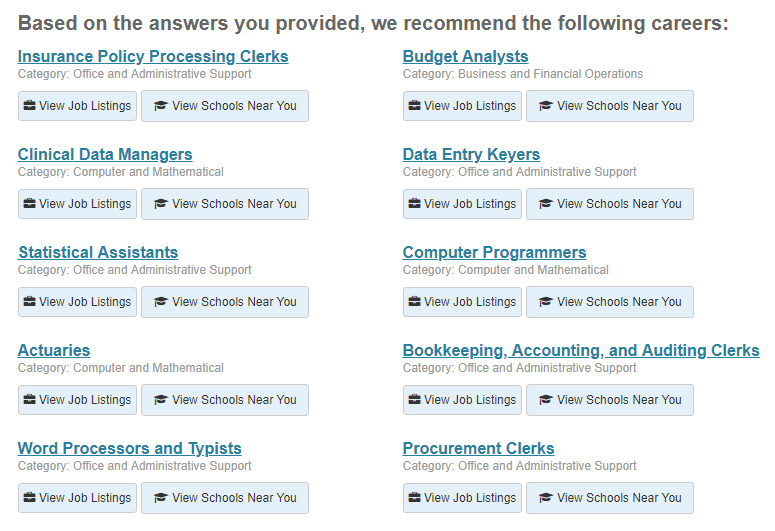 Based on the answers you provided, we recommend the following careers:
Insurance Policy Processing Clerks
Category: Office and Administrative Support
View Job Listings
View Schools Near You
Budget Analysts
Category: Business and Financial Operations
View Job Listings
View Schools Near You
Clinical Data Managers
Category: Computer and Mathematical
View Job Listings
View Schools Near You
Data Entry Keyers
Category: Office and Administrative Support
View Job Listings
View Schools Near You
Statistical Assistants
Category: Office and Administrative Support
View Job Listings
View Schools Near You
Computer Programmers
Category: Computer and Mathematical
View Job Listings
View Schools Near You
Actuaries
Category: Computer and Mathematical
View Job Listings
View Schools Near You
Bookkeeping, Accounting, and Auditing Clerks
Category: Office and Administrative Support
View Job Listings
View Schools Near You
Word Processors and Typists
Category: Office and Administrative Support
View Job Listings
View Schools Near You
Procurement Clerks
Category: Office and Administrative Support
View Job Listings
View Schools Near You